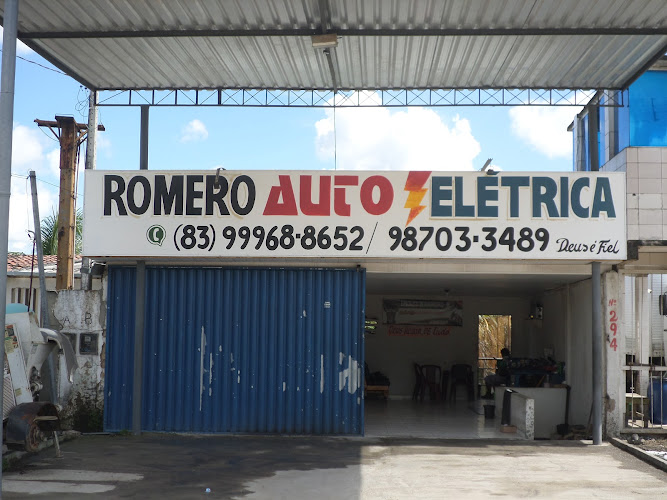 ROMERO AUTO ELÉTRICA
(83) 99968-8652 / 98703-3489 Deus é Fiel
Nº 294